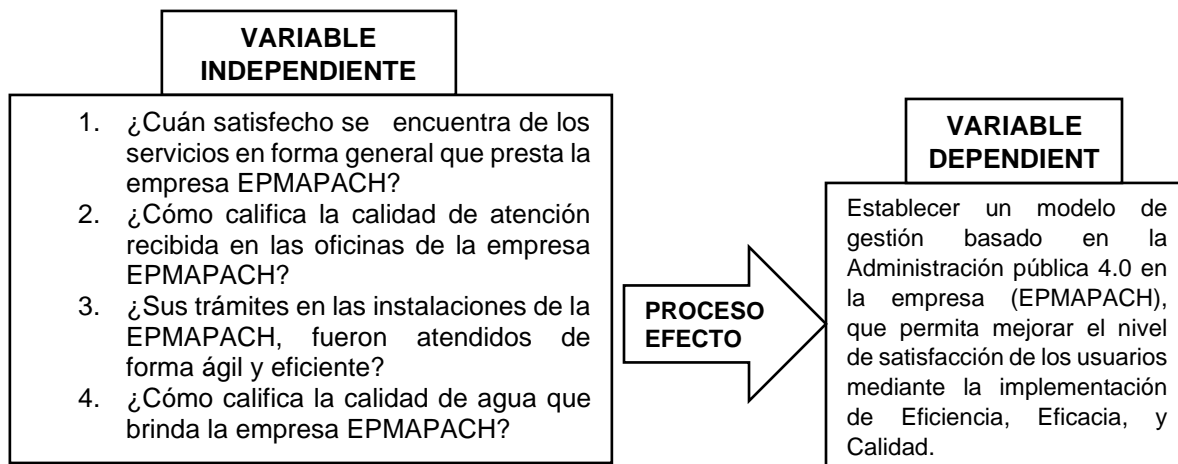 VARIABLE
INDEPENDIENTE
1. ¿Cuán satisfecho se encuentra de los
servicios en forma general que presta la
empresa EPMAPACH?
2. ¿Cómo califica la calidad de atención
recibida en las oficinas de la empresa
EPMAPACH?
3. ¿Sus trámites en las instalaciones de la
EPMAPACH, fueron atendidos de
forma ágil y eficiente?
4. ¿Cómo califica la calidad de agua que
brinda la empresa EPMAPACH?
PROCESO
EFECTO
VARIABLE
DEPENDIENT
Establecer un modelo de
gestión basado en la
Administración pública 4.0 en
la empresa (EPMAPACH),
que permita mejorar el nivel
de satisfacción de los usuarios
mediante la implementación
de Eficiencia, Eficacia, y
Calidad.